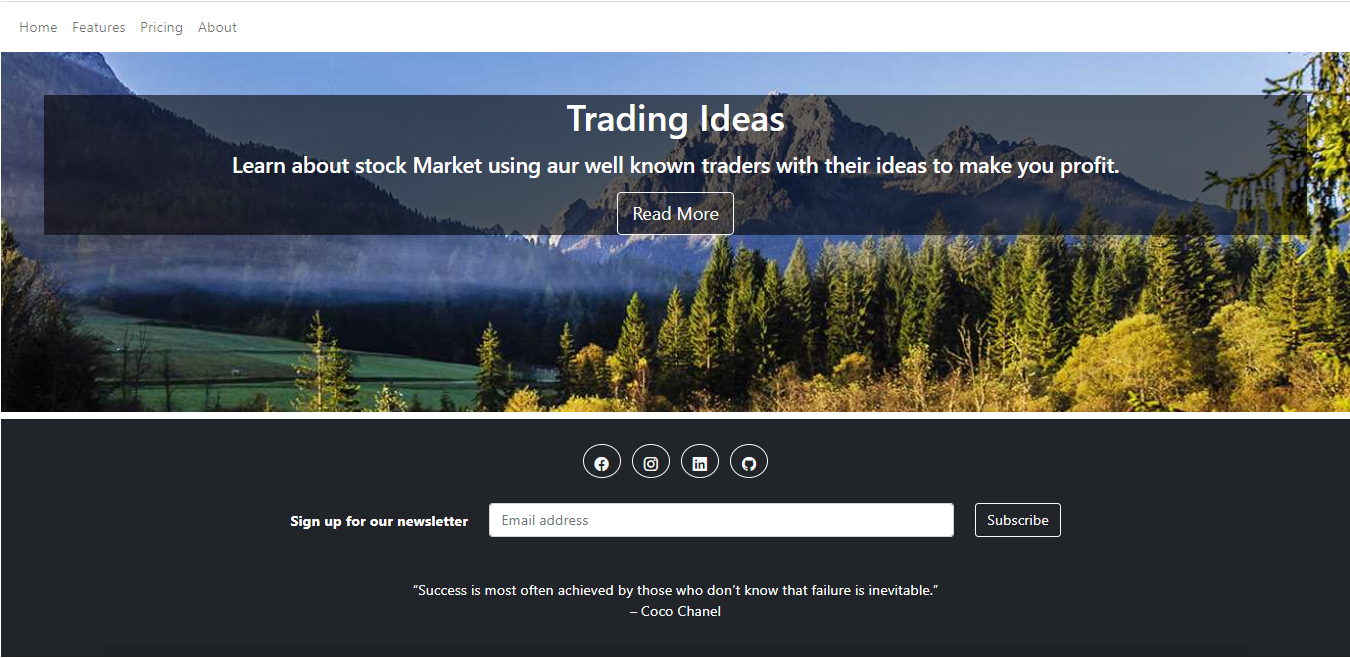 Home Features Pricing About
Trading Ideas
Learn about stock Market using aur well known traders with their ideas to make you profit.
Read More
Sign up for our newsletter Email address Subscribe
“Success is most often achieved by those who don’t know that failure is inevitable.”
– Coco Chanel